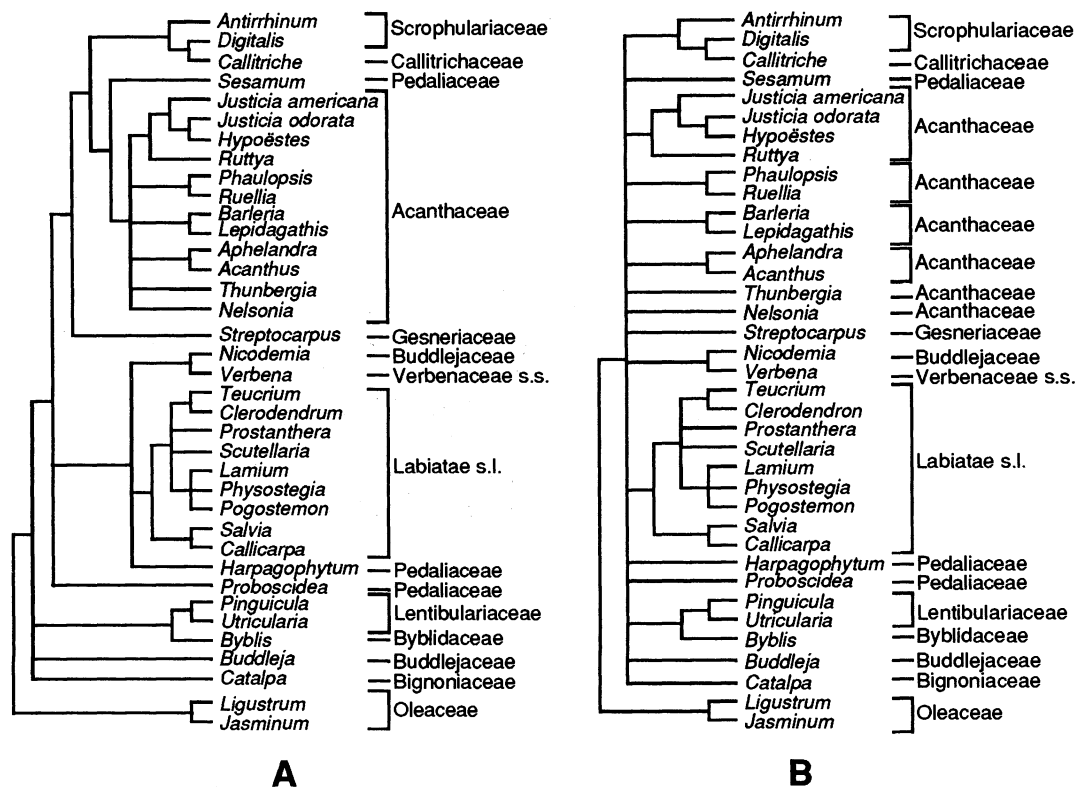 Antirrhinum
Digitalis
Callitriche
Sesamum
Justicia americana
Justicia odorata
Hypoëstes
Ruttya
Phaulopsis
Ruellia
Barleria
Lepidagathis
Aphelandra
Acanthus
Thunbergia
Nelsonia
Streptocarpus
Nicodemia
Verbena
Teucrium
Clerodendrum
Prostanthera
Scutellaria
Lamium
Physostegia
Pogostemon
Salvia
Callicarpa
Harpagophytum
Proboscidea
Pinguicula
Utricularia
Byblis
Buddleja
Catalpa
Ligustrum
Jasminum
Scrophulariaceae
Callitrichaceae
Pedaliaceae
Acanthaceae
Gesneriaceae
Buddlejaceae
Verbenaceae s.s.
Labiatae s.l.
Pedaliaceae
Pedaliaceae
Lentibulariaceae
Byblidaceae
Buddlejaceae
Bignoniaceae
Oleaceae
A
Antirrhinum
Digitalis
Callitriche
Sesamum
Justicia americana
Justicia odorata
Hypoëstes
Ruttya
Phaulopsis
Ruellia
Barleria
Lepidagathis
Aphelandra
Acanthus
Thunbergia
Nelsonia
Streptocarpus
Nicodemia
Verbena
Teucrium
Clerodendron
Prostanthera
Scutellaria
Lamium
Physostegia
Pogostemon
Salvia
Callicarpa
Harpagophytum
Proboscidea
Pinguicula
Utricularia
Byblis
Buddleja
Catalpa
Ligustrum
Jasminum
Scrophulariaceae
Callitrichaceae
Pedaliaceae
Acanthaceae
Acanthaceae
Acanthaceae
Acanthaceae
Acanthaceae
Acanthaceae
Gesneriaceae
Buddlejaceae
Verbenaceae s.s.
Labiatae s.l.
Pedaliaceae
Pedaliaceae
Lentibulariaceae
Byblidaceae
Buddlejaceae
Bignoniaceae
Oleaceae
B